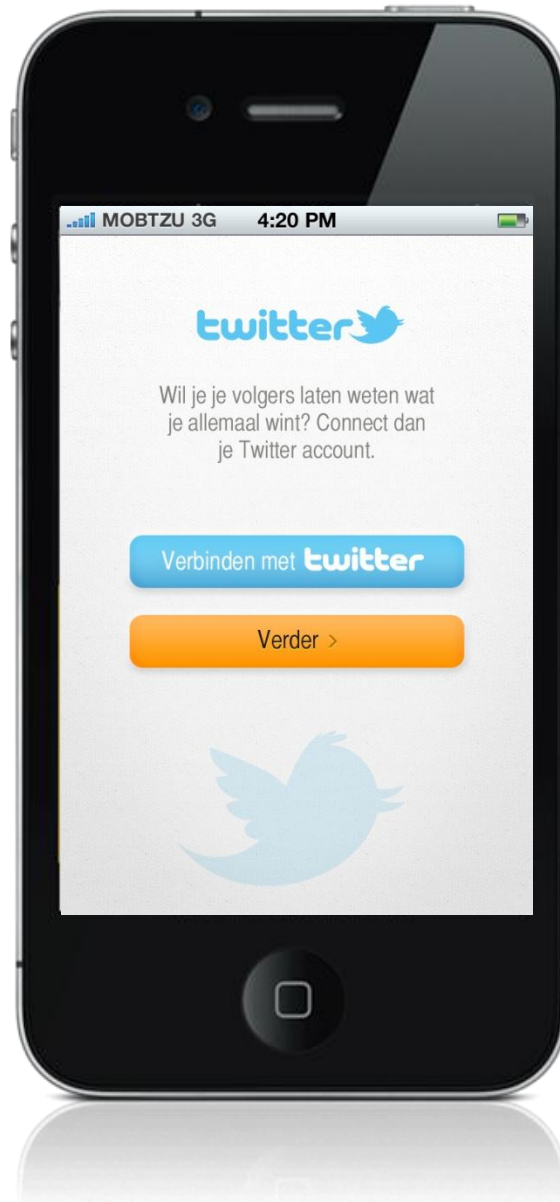 MOBTZU 3G 4:20 PM
twitter
Wil je je volgers laten weten wat
je allemaal wint? Connect dan
je Twitter account.
Verbinden met twitter
Verder >